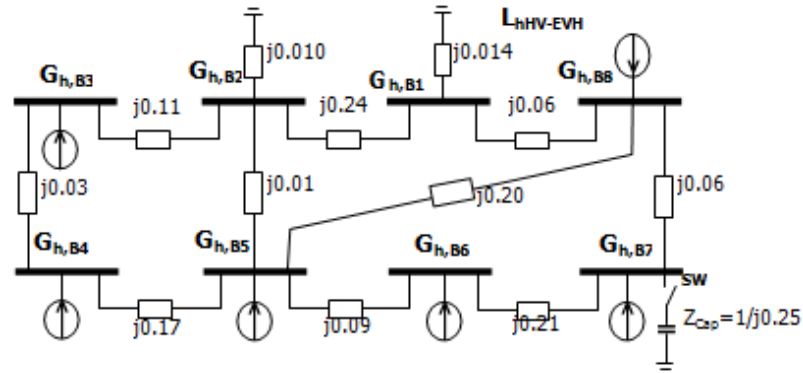 L_hHV-EVH
j0.010
j0.014
G_h,B3
G_h,B2
G_h,B1
G_h,B8
j0.11
j0.24
j0.06
j0.03
j0.01
j0.20
j0.06
G_h,B4
G_h,B5
G_h,B6
G_h,B7
SW
j0.17
j0.09
j0.21
Z_Cap=1/j0.25